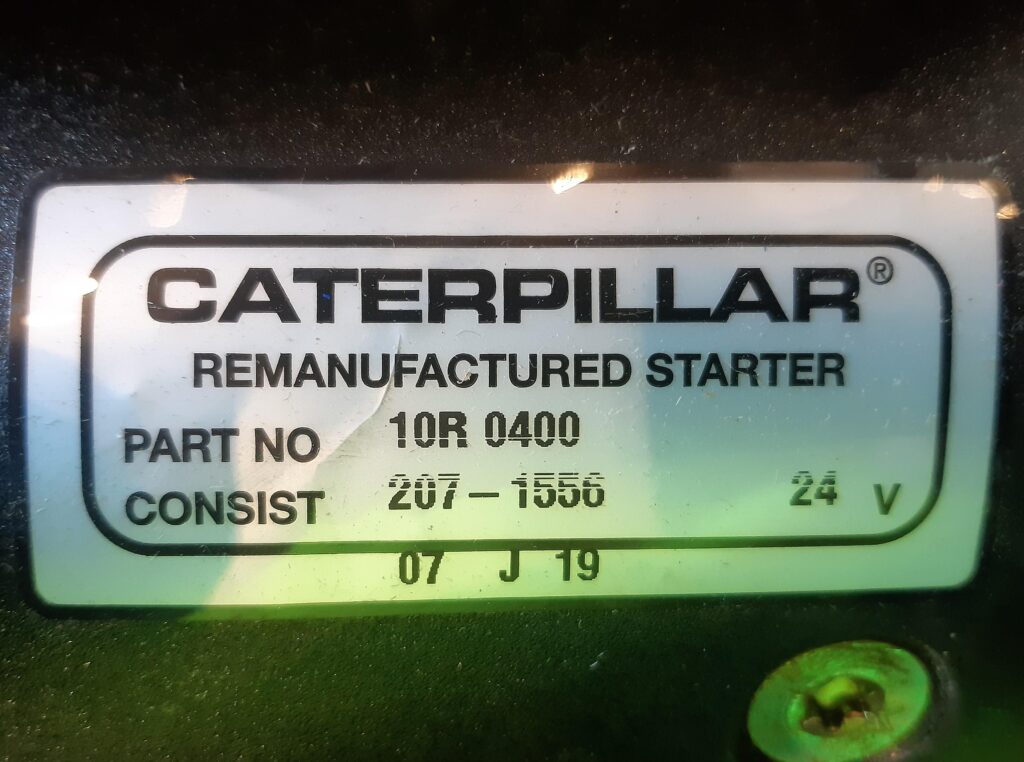 CATERPILLAR®
REMANUFACTURED STARTER
PART NO 10R 0400
CONSIST 207-1556 24 V
07 J 19